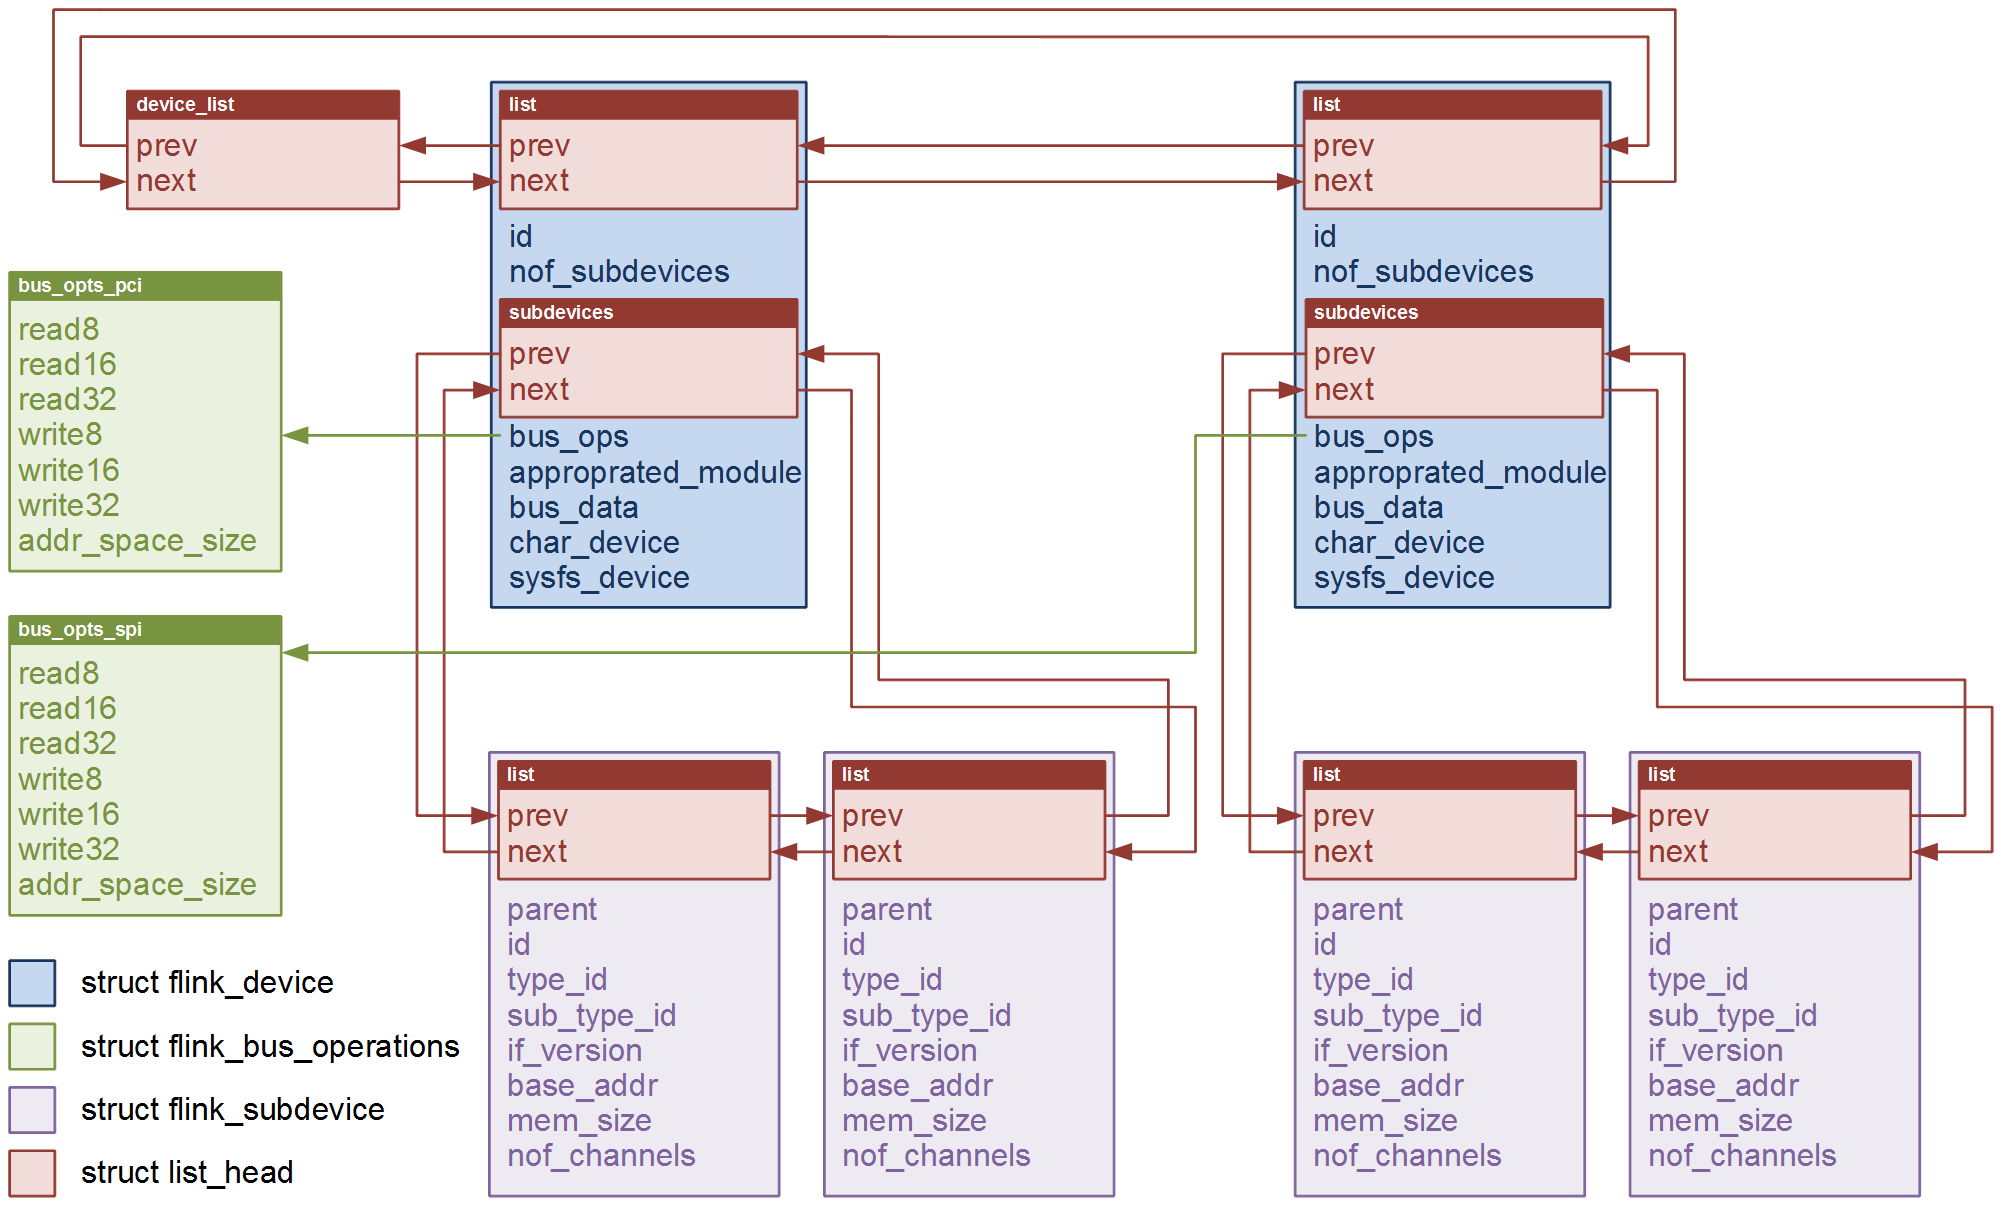 device_list
prev
next
list
prev
next
id
nof_subdevices
subdevices
prev
next
bus_ops
approprated_module
bus_data
char_device
sysfs_device
list
prev
next
id
nof_subdevices
subdevices
prev
next
bus_ops
approprated_module
bus_data
char_device
sysfs_device
bus_opts_pci
read8
read16
read32
write8
write16
write32
addr_space_size
bus_opts_spi
read8
read16
read32
write8
write16
write32
addr_space_size
list
prev
next
parent
id
type_id
sub_type_id
if_version
base_addr
mem_size
nof_channels
list
prev
next
parent
id
type_id
sub_type_id
if_version
base_addr
mem_size
nof_channels
list
prev
next
parent
id
type_id
sub_type_id
if_version
base_addr
mem_size
nof_channels
list
prev
next
parent
id
type_id
sub_type_id
if_version
base_addr
mem_size
nof_channels
struct flink_device
struct flink_bus_operations
struct flink_subdevice
struct list_head